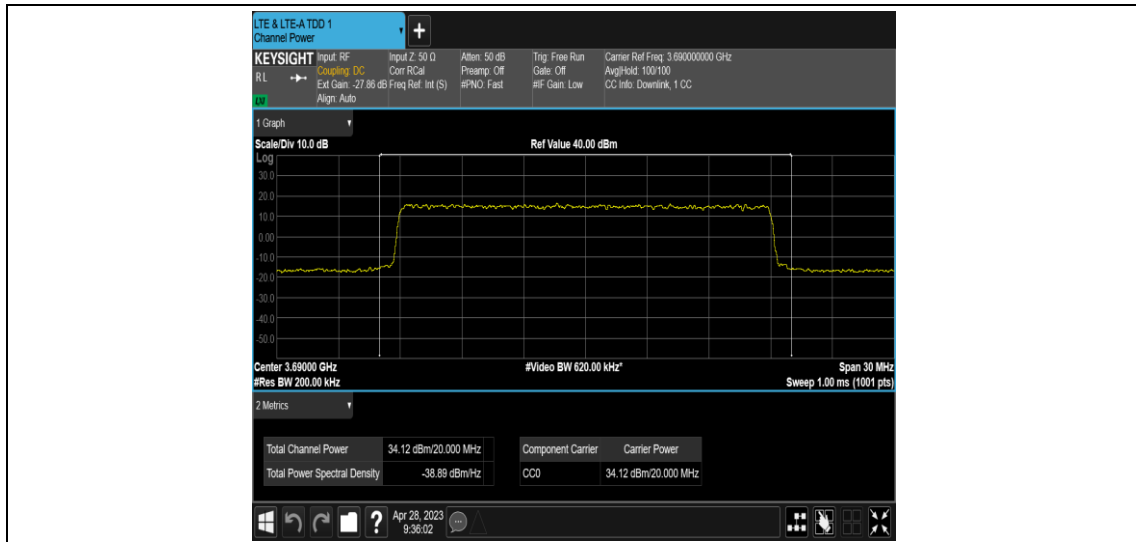 LTE & LTE-A TDD 1
Channel Power
KEYSIGHT
RL
LXI
Input: RF
Coupling: DC
Ext Gain: -27.86 dB
Align: Auto
Input Z: 50 Ω
Corr RCal
Freq Ref: Int (S)
Atten: 50 dB
Preamp: Off
#PNO: Fast
Trig: Free Run
Gate: Off
#IF Gain: Low
Carrier Ref Freq: 3.690000000 GHz
Avg|Hold: 100/100
CC Info: Downlink, 1 CC
1 Graph
Scale/Div 10.0 dB
Ref Value 40.00 dBm
Log
30.0
20.0
10.0
0.00
-10.0
-20.0
-30.0
-40.0
-50.0
Center 3.69000 GHz
#Video BW 620.00 kHz*
Span 30 MHz
#Res BW 200.00 kHz
Sweep 1.00 ms (1001 pts)
2 Metrics
Total Channel Power 34.12 dBm/20.000 MHz
Total Power Spectral Density -38.89 dBm/Hz
Component Carrier Carrier Power
CC0 34.12 dBm/20.000 MHz
?
Apr 28, 2023
9:36:02